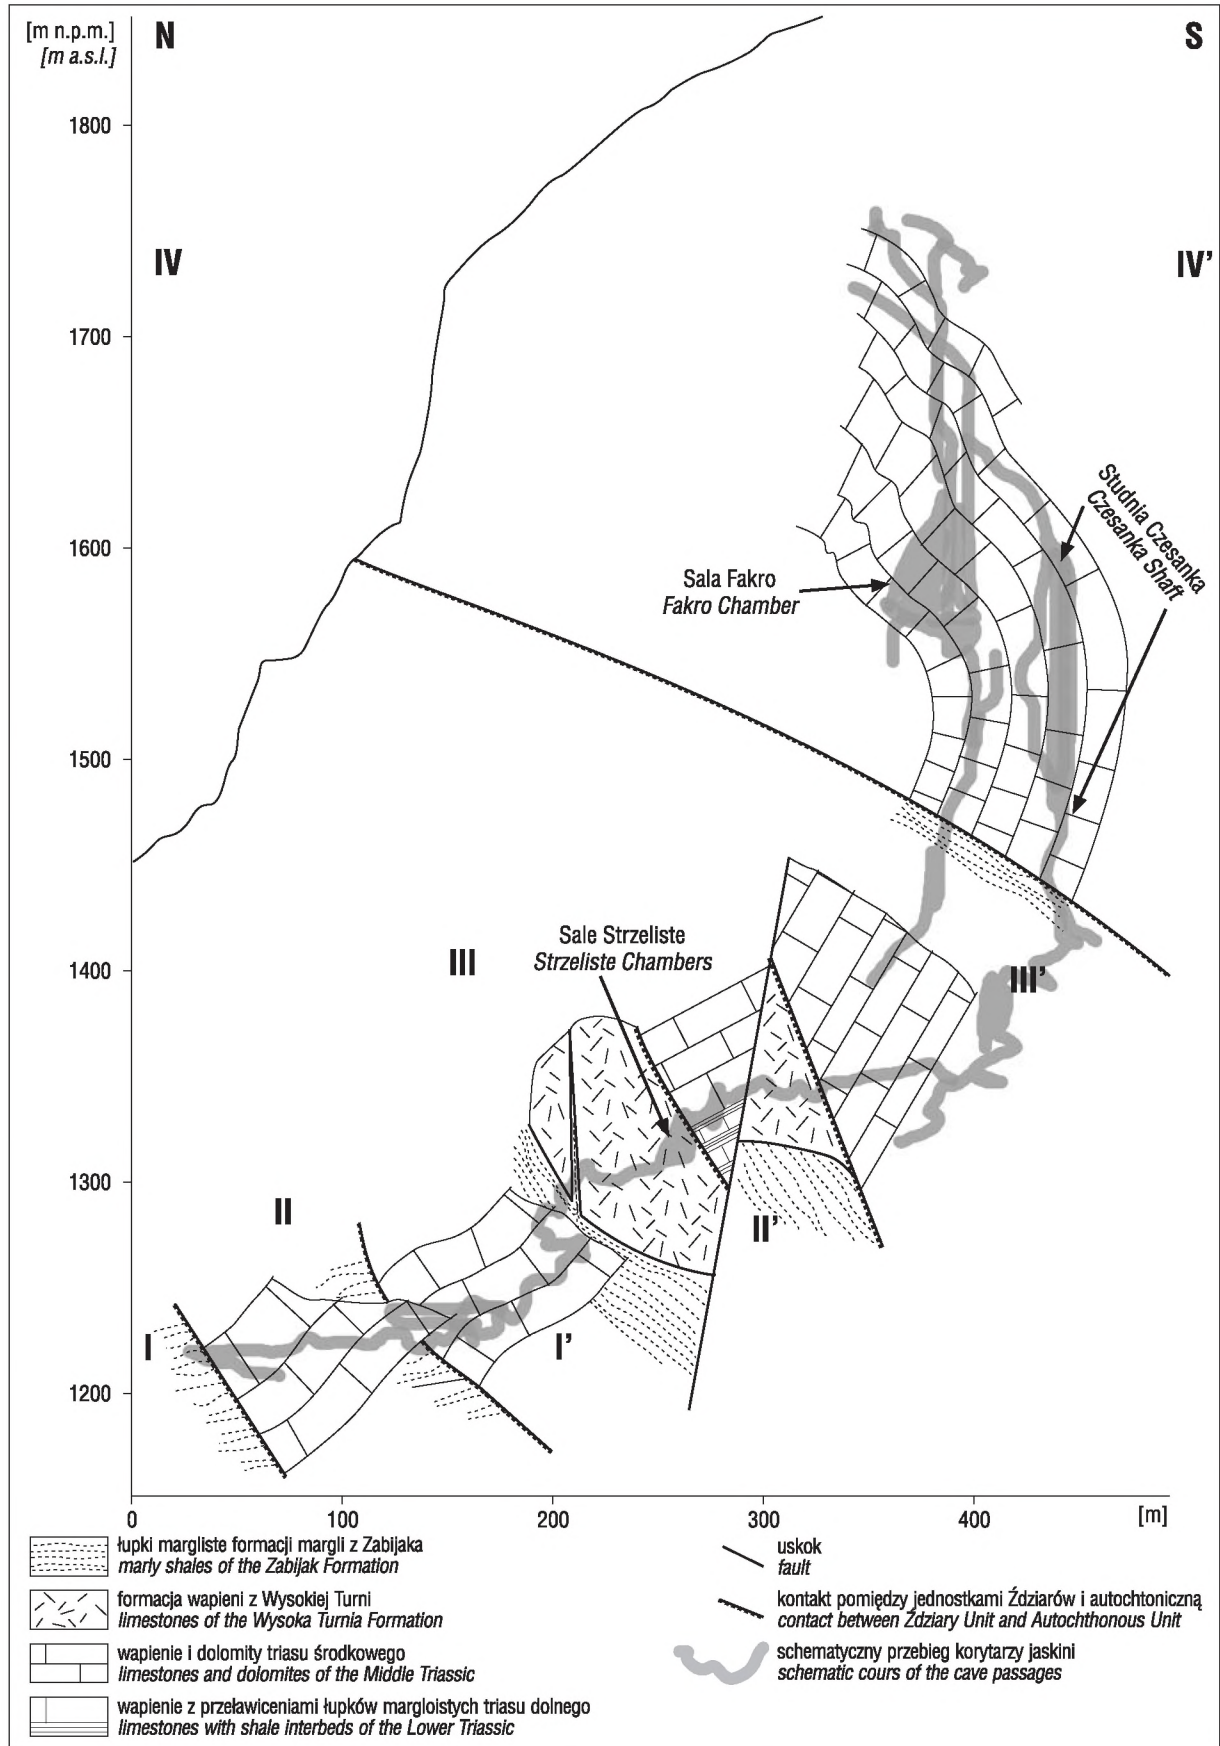 [m n.p.m.]
[m a.s.l.]
N
S
1800
IV
IV'
1700
Studnia Czesanka
Czesanka Shaft
1600
Sala Fakro
Fakro Chamber
1500
Sale Strzeliste
Strzeliste Chambers
III
1400
III'
1300
II
II'
I
I'
1200
0
100
200
300
400
[m]
łupki margliste formacji margli z Zabijaka
marly shales of the Zabijak Formation
formacja wapieni z Wysokiej Turni
limestones of the Wysoka Turnia Formation
wapienie i dolomity triasu środkowego
limestones and dolomites of the Middle Triassic
wapienie z przeławiceniami łupków margloistych triasu dolnego
limestones with shale interbeds of the Lower Triassic
uskok
fault
kontakt pomiędzy jednostkami Ździarów i autochtoniczną
contact between Ździary Unit and Autochthonous Unit
schematyczny przebieg korytarzy jaskini
schematic cours of the cave passages